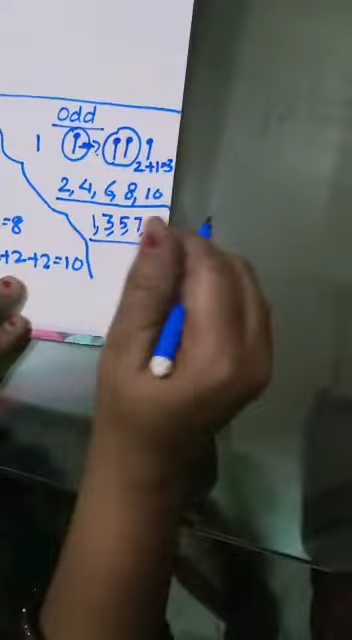 odd
1 ?
2+1=3
2, 4, 6, 8, 10
1, 3, 5, 7,
=8
+2+2=10